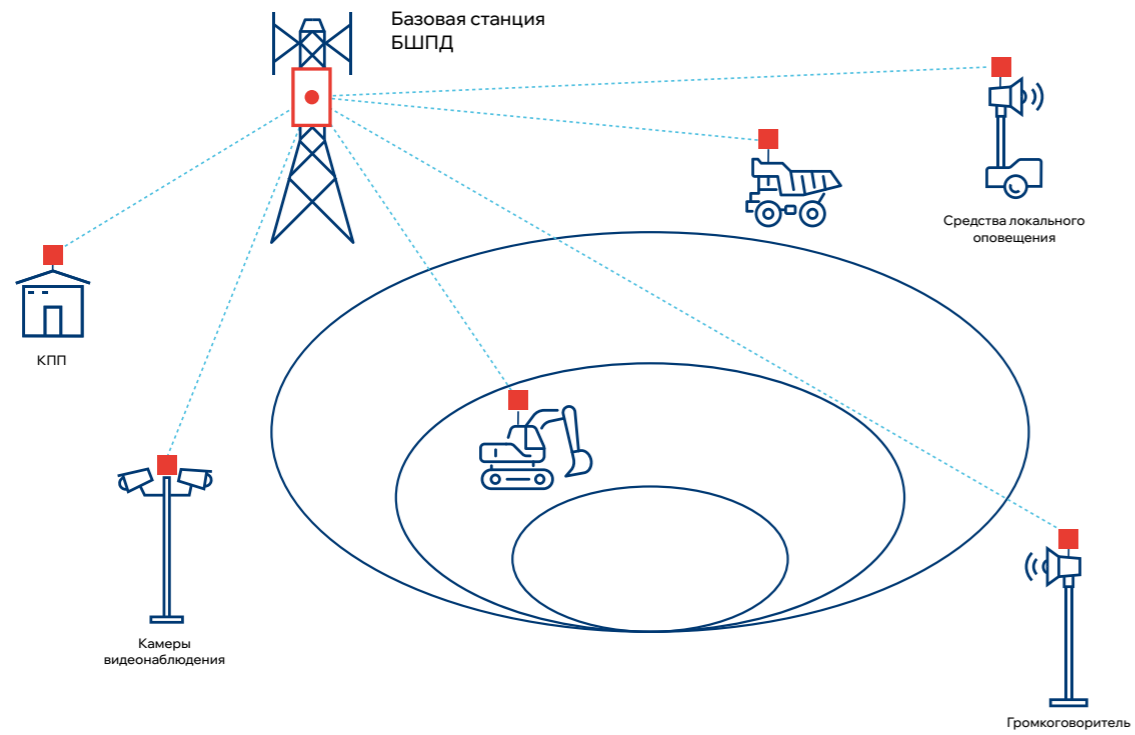 Базовая станция
БШПД
Средства локального
оповещения
КПП
Камеры
видеонаблюдения
Громкоговоритель